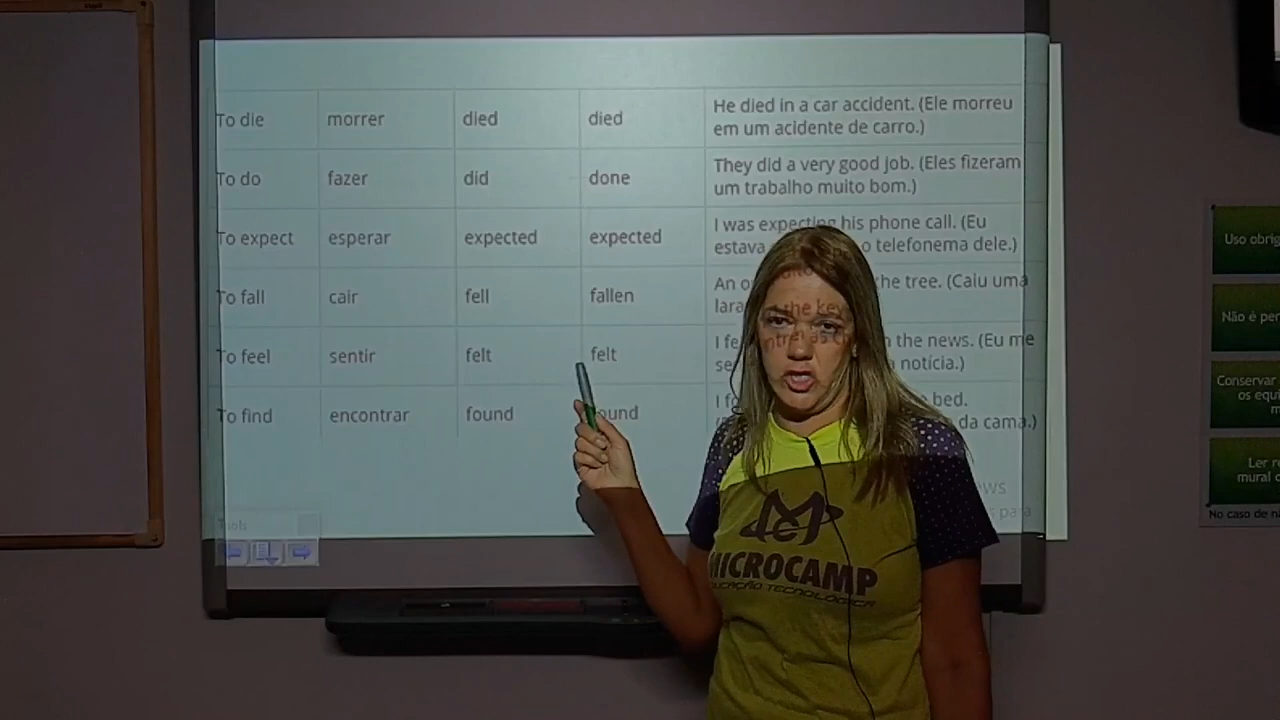 To die morrer died died He died in a car accident. (Ele morreu
em um acidente de carro.)
To do fazer did done They did a very good job. (Eles fizeram
um trabalho muito bom.)
To expect esperar expected expected I was expecting his phone call. (Eu
estava o telefonema dele.)
To fall cair fell fallen An the tree. (Caiu uma
To feel sentir felt felt I the news. (Eu me
notícia.)
To find encontrar found found I bed.
da cama.)
Tools
MICROCAMP
EDUCAÇÃO TECNOLÓGICA
Uso
Não é
Conservar
os
Ler
mural
No caso de